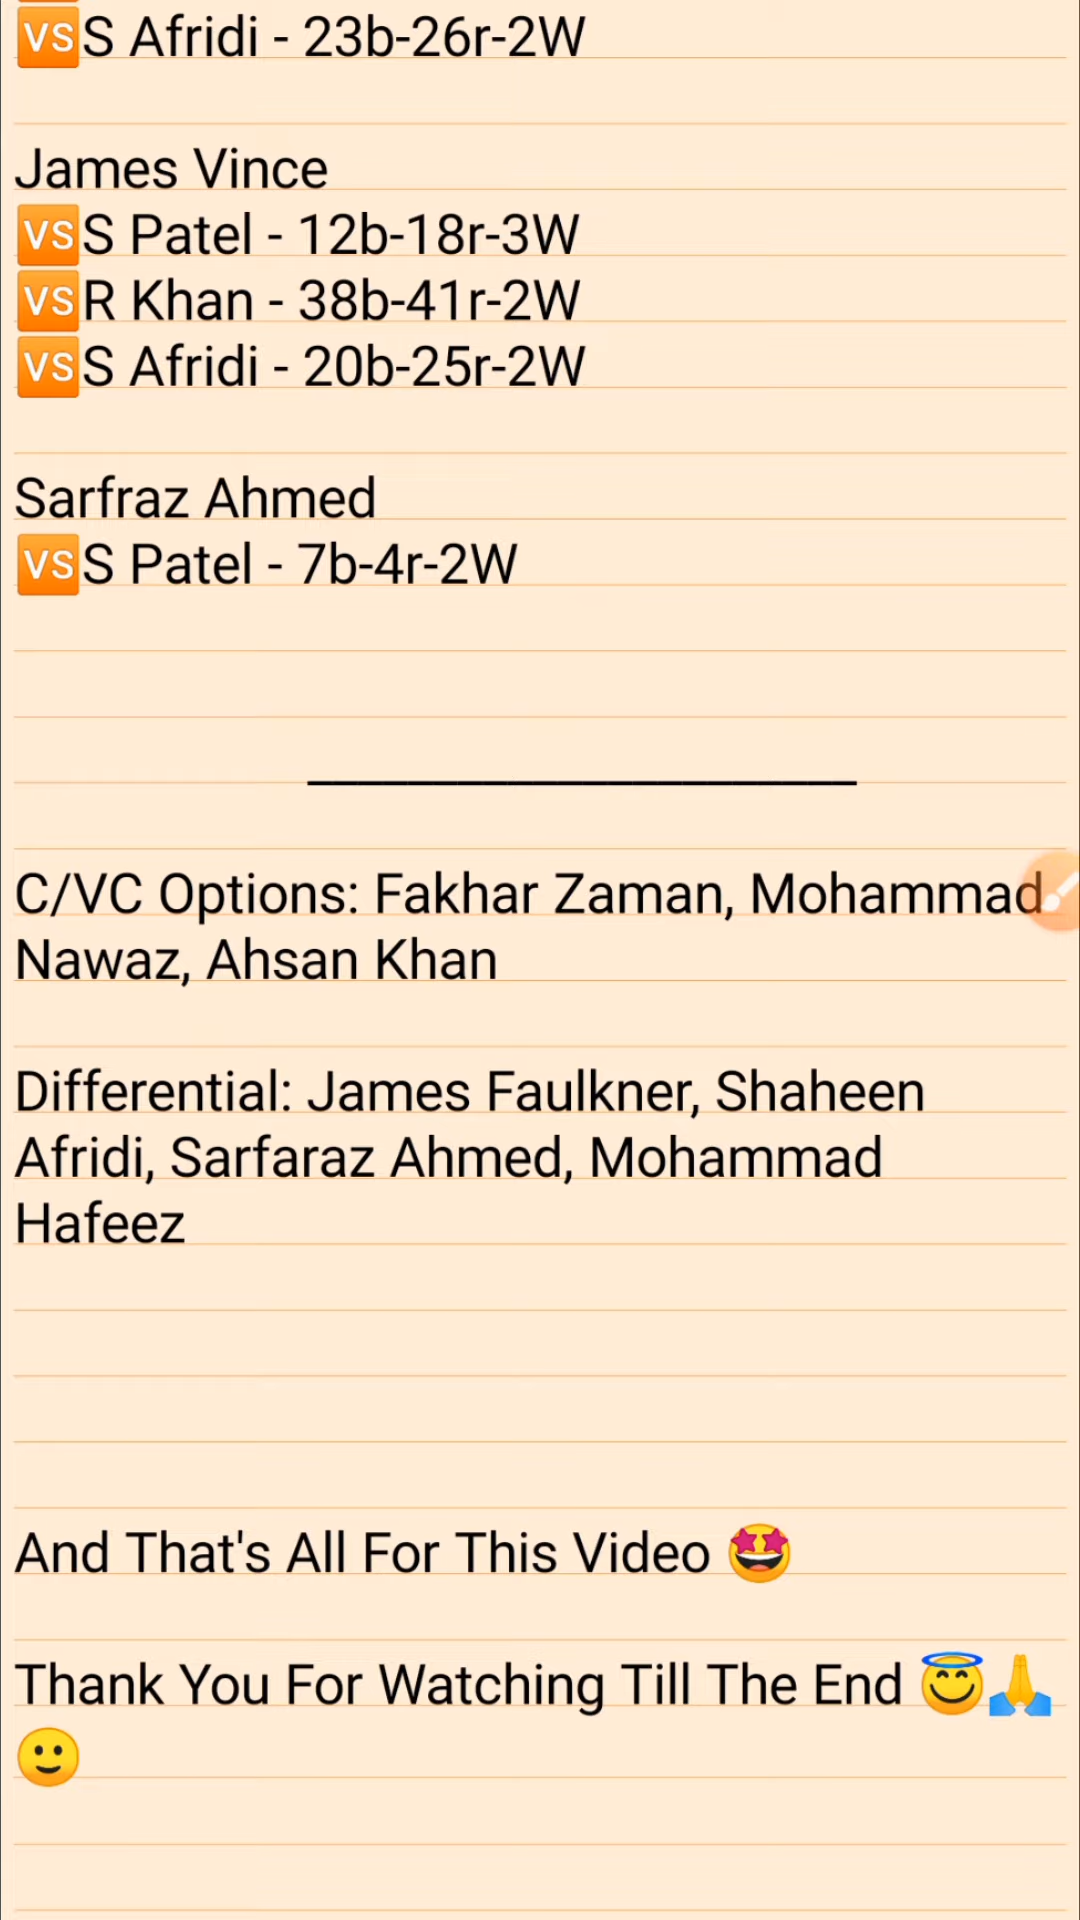 🆚S Afridi - 23b-26r-2W
James Vince
🆚S Patel - 12b-18r-3W
🆚R Khan - 38b-41r-2W
🆚S Afridi - 20b-25r-2W
Sarfraz Ahmed
🆚S Patel - 7b-4r-2W
______________________
C/VC Options: Fakhar Zaman, Mohammad
Nawaz, Ahsan Khan
Differential: James Faulkner, Shaheen
Afridi, Sarfaraz Ahmed, Mohammad
Hafeez
And That's All For This Video 🤩
Thank You For Watching Till The End 😇🙏
🙂